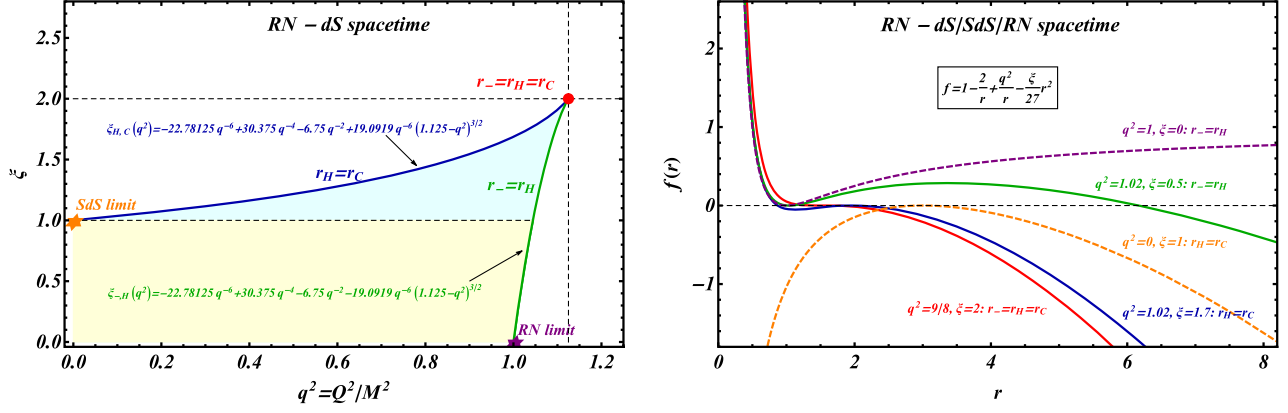 RN – dS spacetime
r₋=r_H=r_C
ξ_{H,C}(q²)=−22.78125 q⁻⁶+30.375 q⁻⁴−6.75 q⁻²+19.0919 q⁻⁶ (1.125−q²)^{3/2}
r_H=r_C
r₋=r_H
SdS limit
ξ_{−,H}(q²)=−22.78125 q⁻⁶+30.375 q⁻⁴−6.75 q⁻²−19.0919 q⁻⁶ (1.125−q²)^{3/2}
RN limit
2.5
2.0
1.5
1.0
0.5
0.0
ξ
0.0 0.2 0.4 0.6 0.8 1.0 1.2
q²=Q²/M²
RN – dS/SdS/RN spacetime
f=1−2/r+q²/r−ξ/27 r²
q²=1, ξ=0: r₋=r_H
q²=1.02, ξ=0.5: r₋=r_H
q²=0, ξ=1: r_H=r_C
q²=9/8, ξ=2: r₋=r_H=r_C
q²=1.02, ξ=1.7: r_H=r_C
2
1
0
−1
f(r)
0 2 4 6 8
r